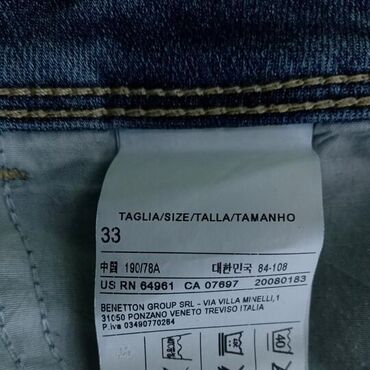 TAGLIA/SIZE/TALLA/TAMANHO
33
中国 190/78A 대한민국 84-108
US RN 64961 CA 07697 20080183
BENETTON GROUP SRL - VIA VILLA MINELLI,1
31050 PONZANO VENETO TREVISO ITALIA
P.iva 03490770264
40